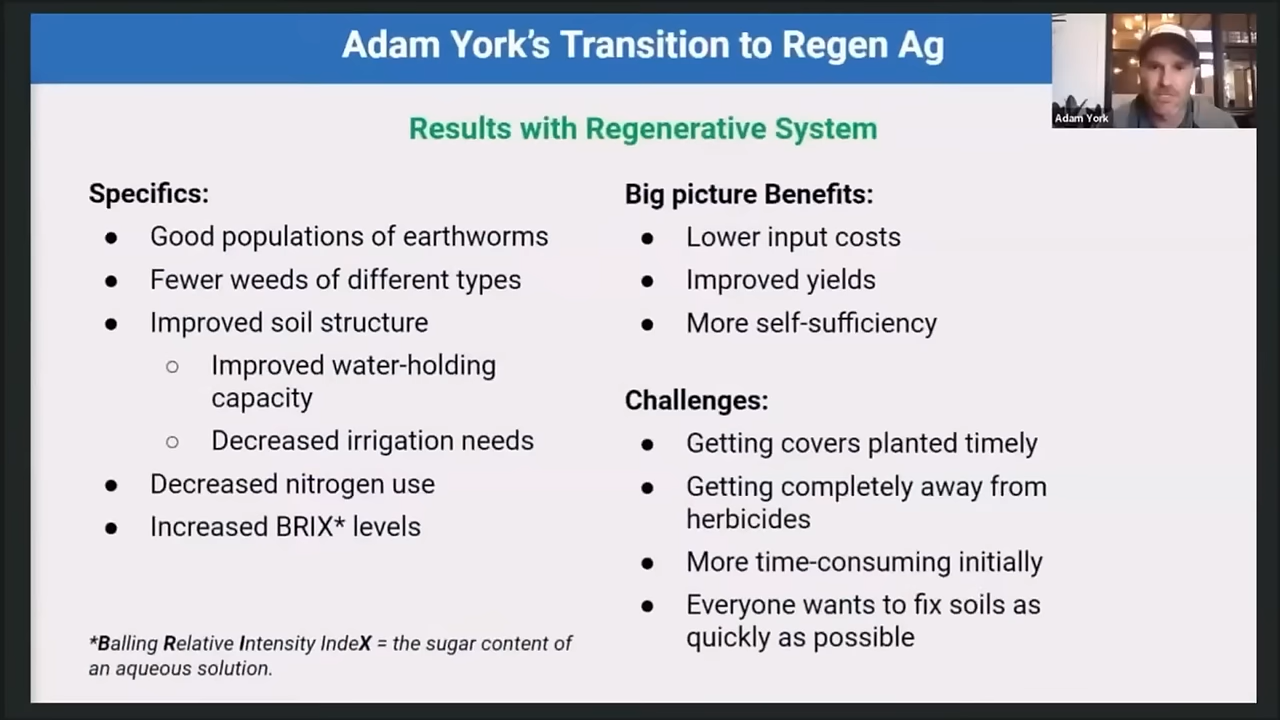 Adam York's Transition to Regen Ag
Adam York
Results with Regenerative System
Specifics:
● Good populations of earthworms
● Fewer weeds of different types
● Improved soil structure
○ Improved water-holding
capacity
○ Decreased irrigation needs
● Decreased nitrogen use
● Increased BRIX* levels
*Balling Relative Intensity IndeX = the sugar content of
an aqueous solution.
Big picture Benefits:
● Lower input costs
● Improved yields
● More self-sufficiency
Challenges:
● Getting covers planted timely
● Getting completely away from
herbicides
● More time-consuming initially
● Everyone wants to fix soils as
quickly as possible